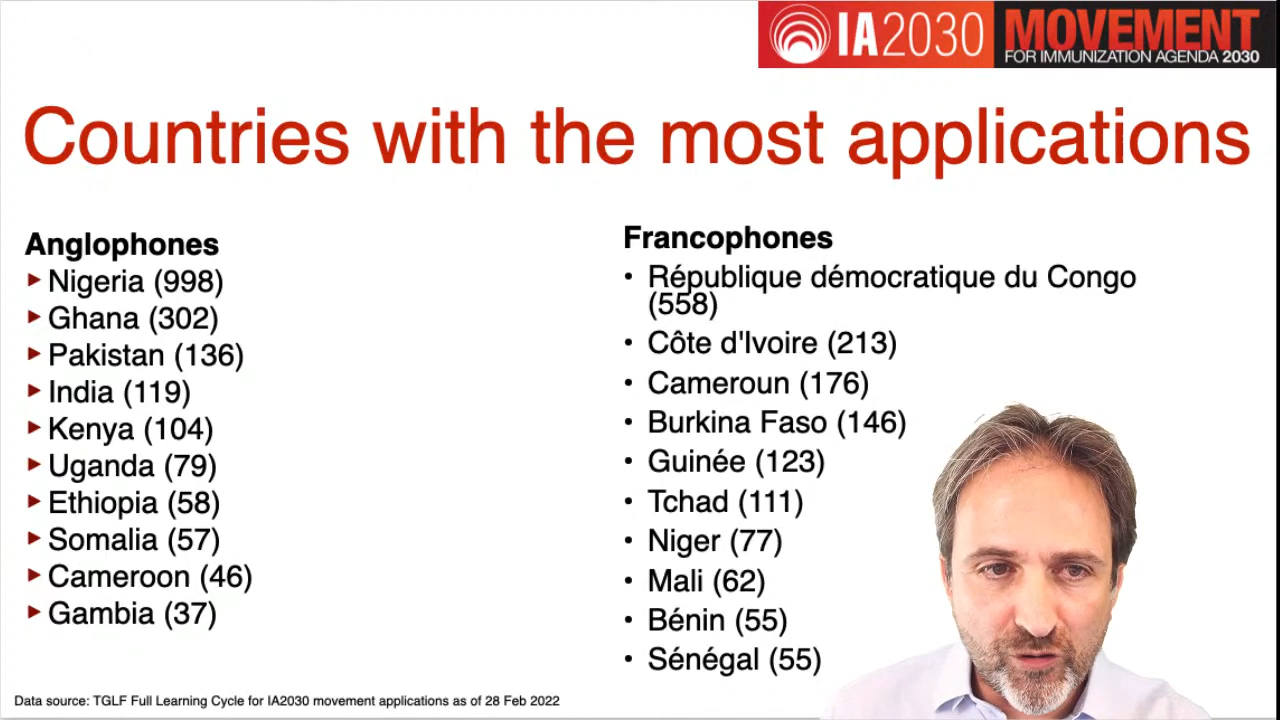 IA2030 MOVEMENT
FOR IMMUNIZATION AGENDA 2030
Countries with the most applications
Anglophones
Nigeria (998)
Ghana (302)
Pakistan (136)
India (119)
Kenya (104)
Uganda (79)
Ethiopia (58)
Somalia (57)
Cameroon (46)
Gambia (37)
Francophones
République démocratique du Congo
(558)
Côte d'Ivoire (213)
Cameroun (176)
Burkina Faso (146)
Guinée (123)
Tchad (111)
Niger (77)
Mali (62)
Bénin (55)
Sénégal (55)
Data source: TGLF Full Learning Cycle for IA2030 movement applications as of 28 Feb 2022